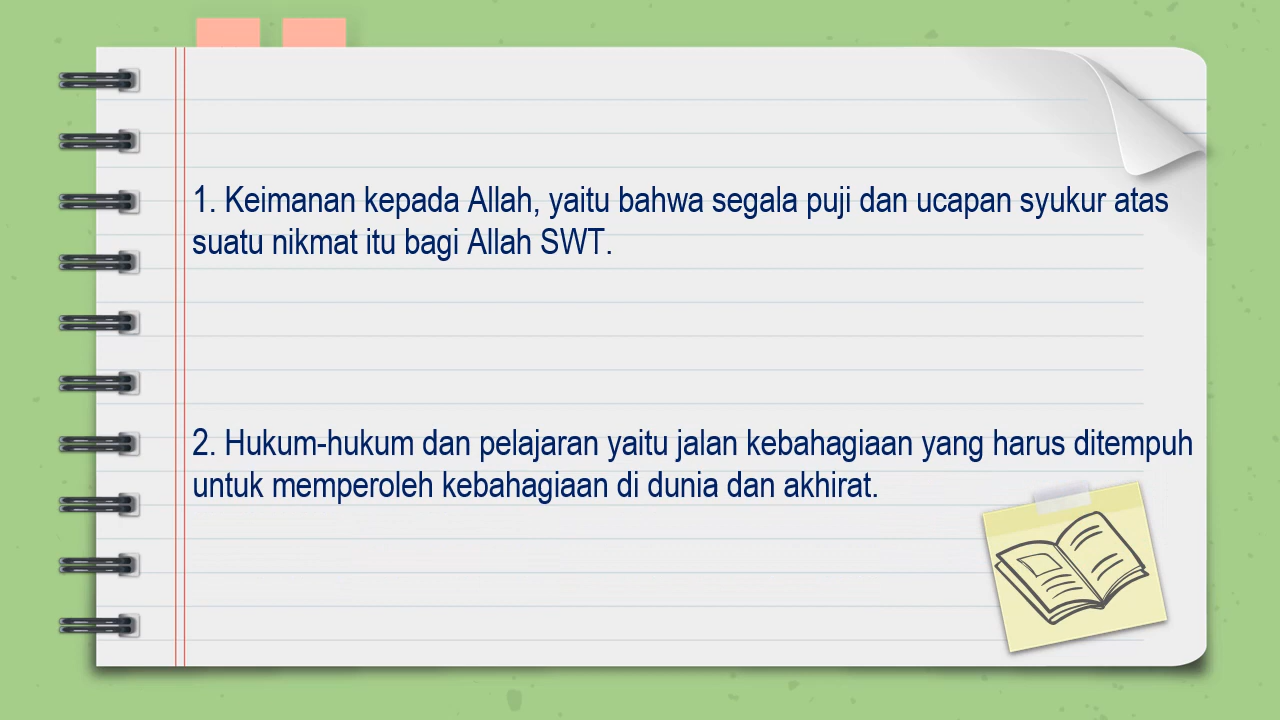 1. Keimanan kepada Allah, yaitu bahwa segala puji dan ucapan syukur atas
suatu nikmat itu bagi Allah SWT.
2. Hukum-hukum dan pelajaran yaitu jalan kebahagiaan yang harus ditempuh
untuk memperoleh kebahagiaan di dunia dan akhirat.